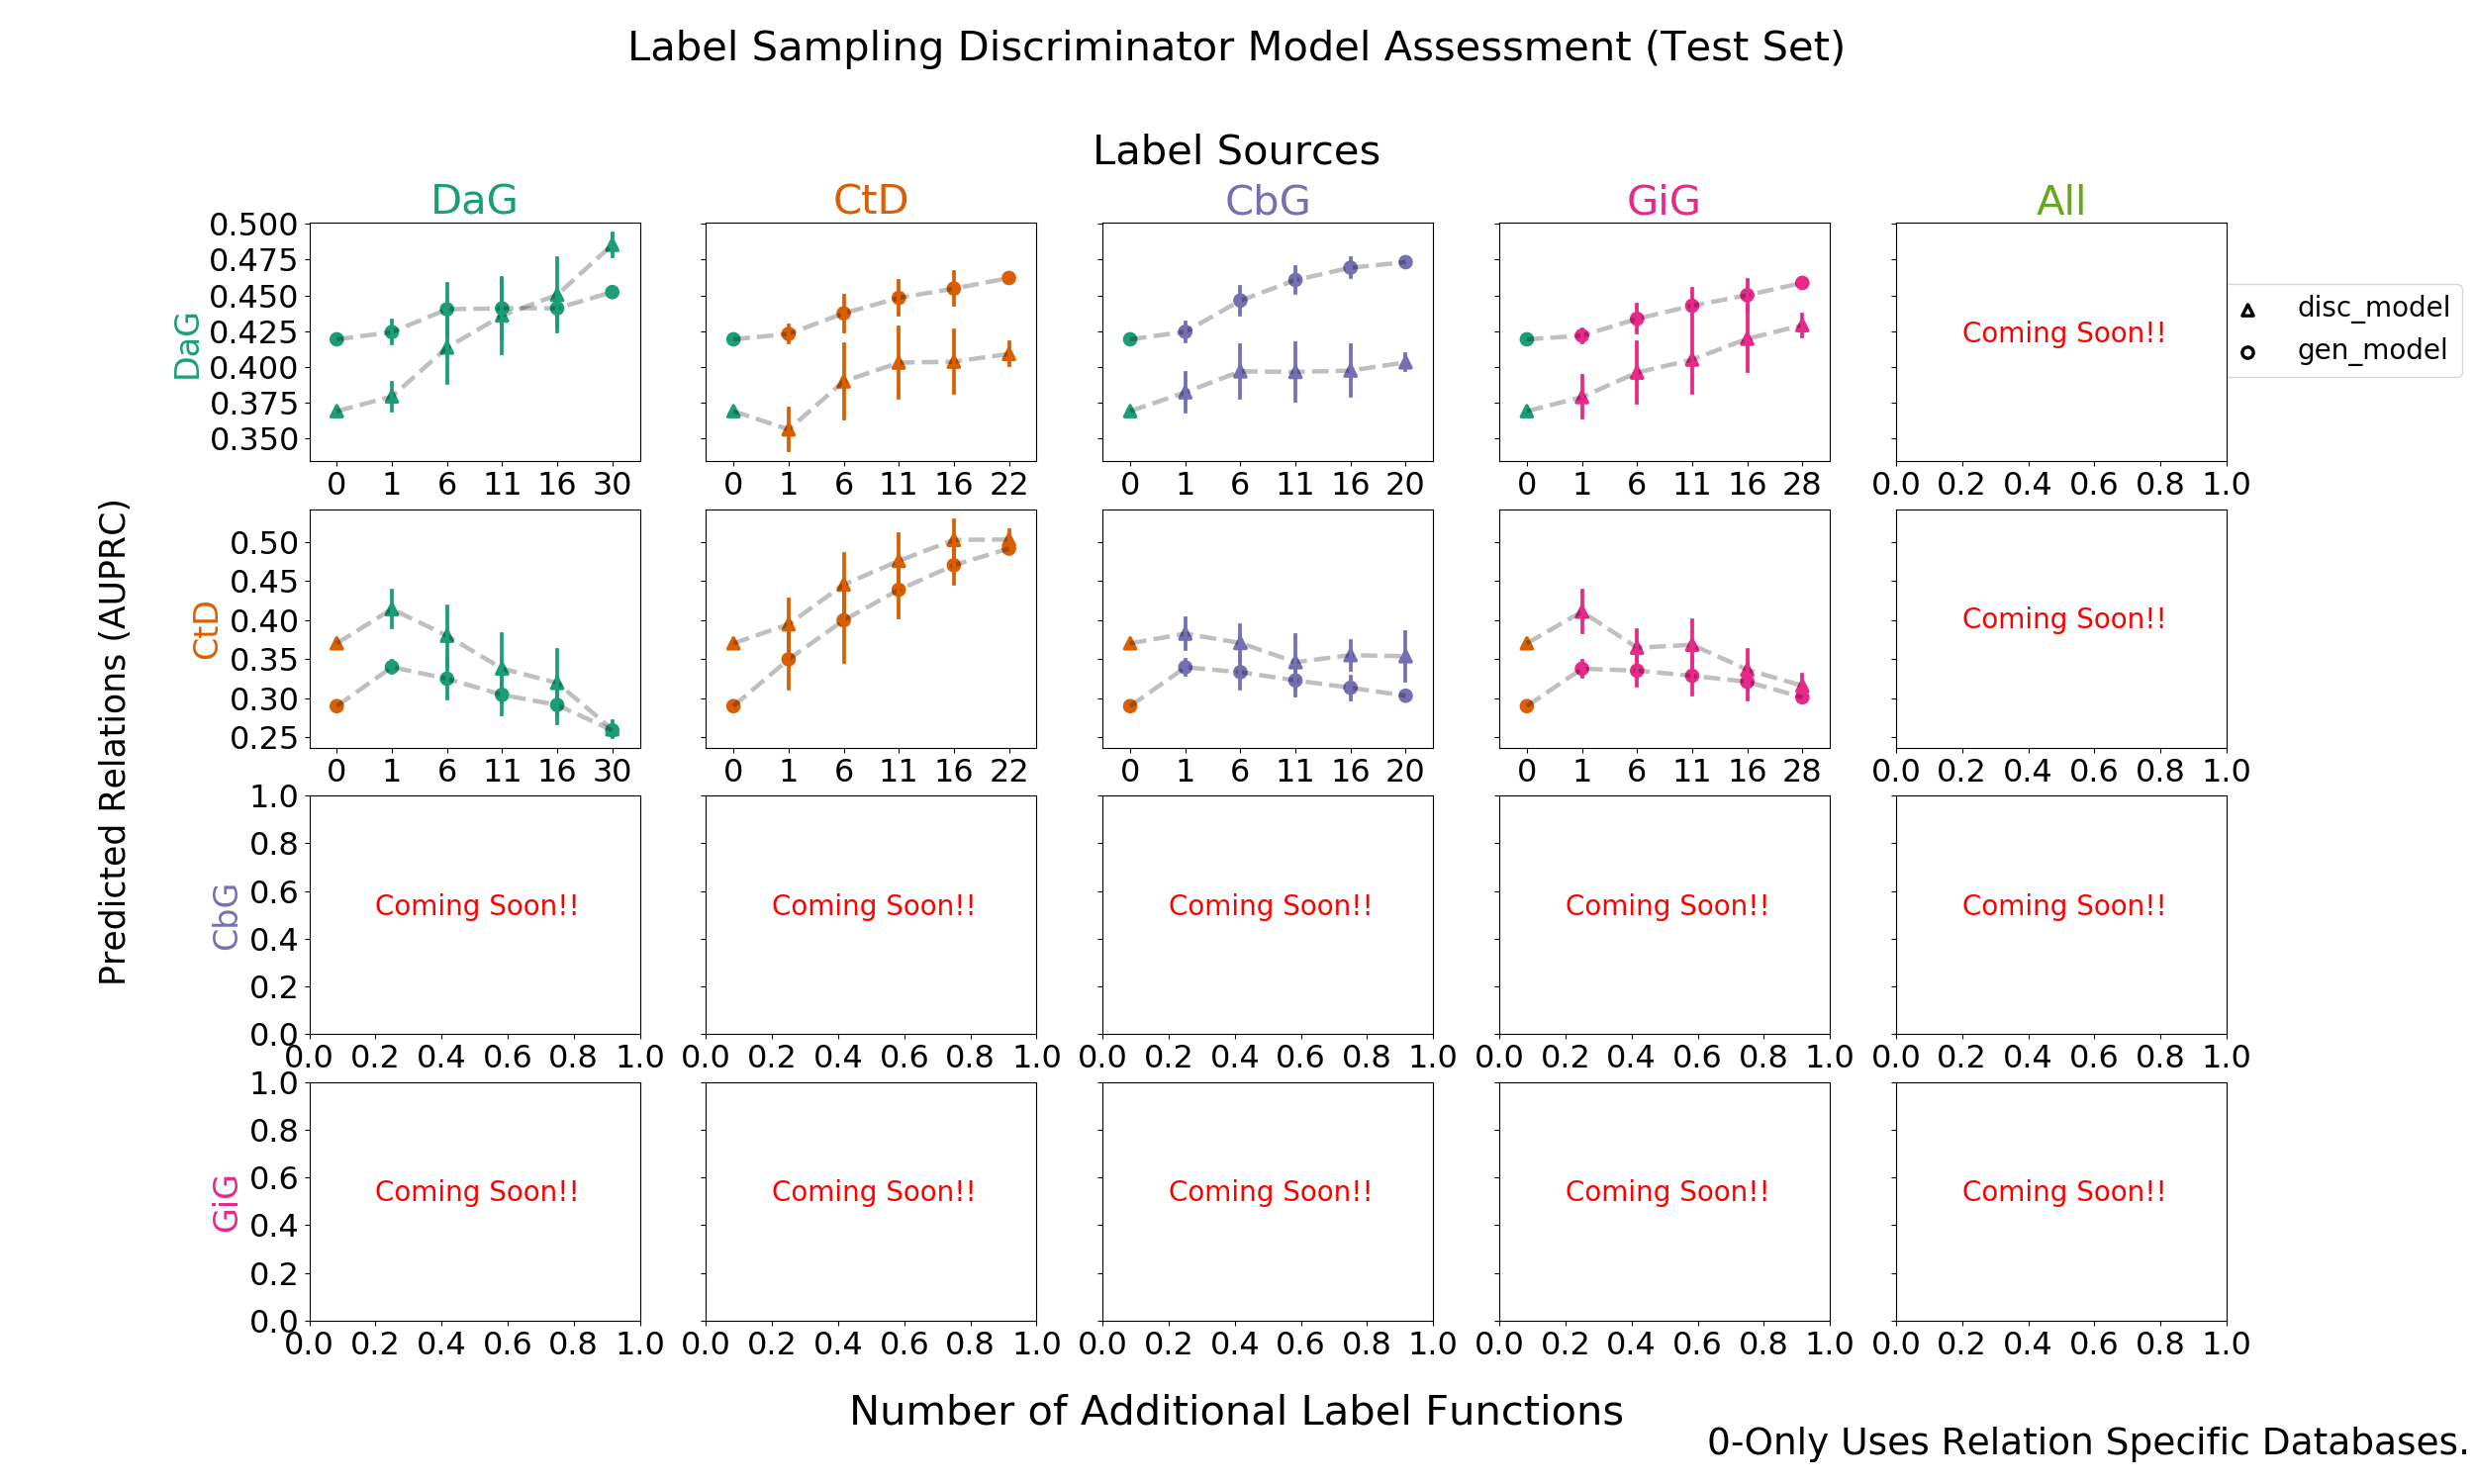 Label Sampling Discriminator Model Assessment (Test Set)
Label Sources
DaG CtD CbG GiG All
Predicted Relations (AUPRC)
DaG
0.500
0.475
0.450
0.425
0.400
0.375
0.350
0 1 6 11 16 30
0 1 6 11 16 22
0 1 6 11 16 20
0 1 6 11 16 28
Coming Soon!!
0.0 0.2 0.4 0.6 0.8 1.0
disc_model
gen_model
CtD
0.50
0.45
0.40
0.35
0.30
0.25
0 1 6 11 16 30
0 1 6 11 16 22
0 1 6 11 16 20
0 1 6 11 16 28
Coming Soon!!
0.0 0.2 0.4 0.6 0.8 1.0
CbG
1.0
0.8
0.6
0.4
0.2
0.0
Coming Soon!!
0.0 0.2 0.4 0.6 0.8 1.0
Coming Soon!!
0.0 0.2 0.4 0.6 0.8 1.0
Coming Soon!!
0.0 0.2 0.4 0.6 0.8 1.0
Coming Soon!!
0.0 0.2 0.4 0.6 0.8 1.0
Coming Soon!!
0.0 0.2 0.4 0.6 0.8 1.0
GiG
1.0
0.8
0.6
0.4
0.2
0.0
Coming Soon!!
0.0 0.2 0.4 0.6 0.8 1.0
Coming Soon!!
0.0 0.2 0.4 0.6 0.8 1.0
Coming Soon!!
0.0 0.2 0.4 0.6 0.8 1.0
Coming Soon!!
0.0 0.2 0.4 0.6 0.8 1.0
Coming Soon!!
0.0 0.2 0.4 0.6 0.8 1.0
Number of Additional Label Functions
0-Only Uses Relation Specific Databases.